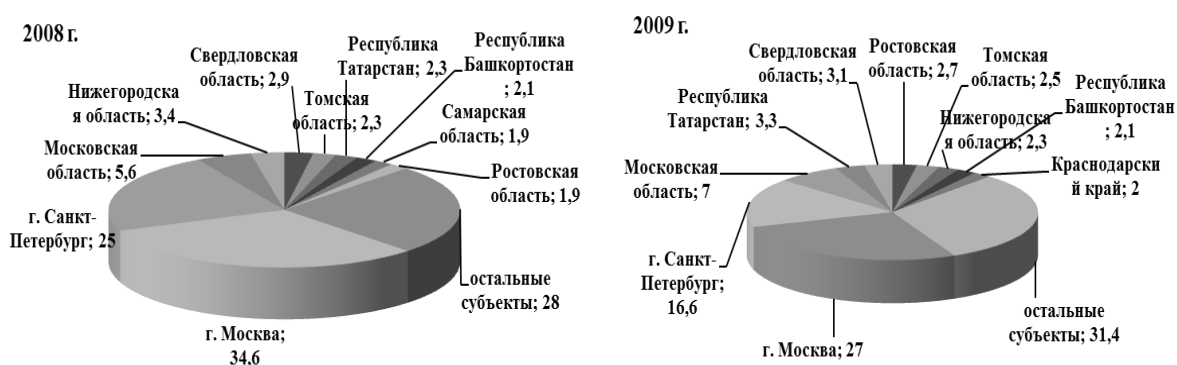 2008 г.
Свердловская
область; 2,9
Республика
Татарстан; 2,3
Республика
Башкортостан
; 2,1
Нижегородска
я область; 3,4
Томская
область; 2,3
Самарская
область; 1,9
Московская
область; 5,6
Ростовская
область; 1,9
г. Санкт-
Петербург; 25
остальные
субъекты; 28
г. Москва;
34,6
2009 г.
Свердловская
область; 3,1
Ростовская
область; 2,7
Томская
область; 2,5
Республика
Татарстан; 3,3
Нижегородска
я область; 2,3
Республика
Башкортостан
; 2,1
Московская
область; 7
Краснодарски
й край; 2
г. Санкт-
Петербург;
16,6
остальные
субъекты; 31,4
г. Москва; 27